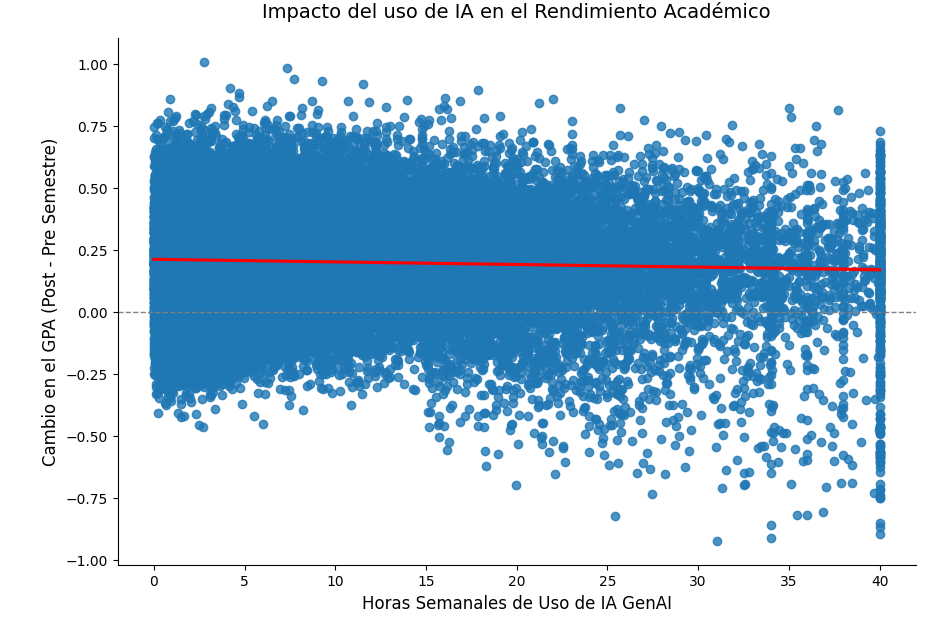 Impacto del uso de IA en el Rendimiento Académico
Cambio en el GPA (Post - Pre Semestre)
1.00
0.75
0.50
0.25
0.00
−0.25
−0.50
−0.75
−1.00
0 5 10 15 20 25 30 35 40
Horas Semanales de Uso de IA GenAI